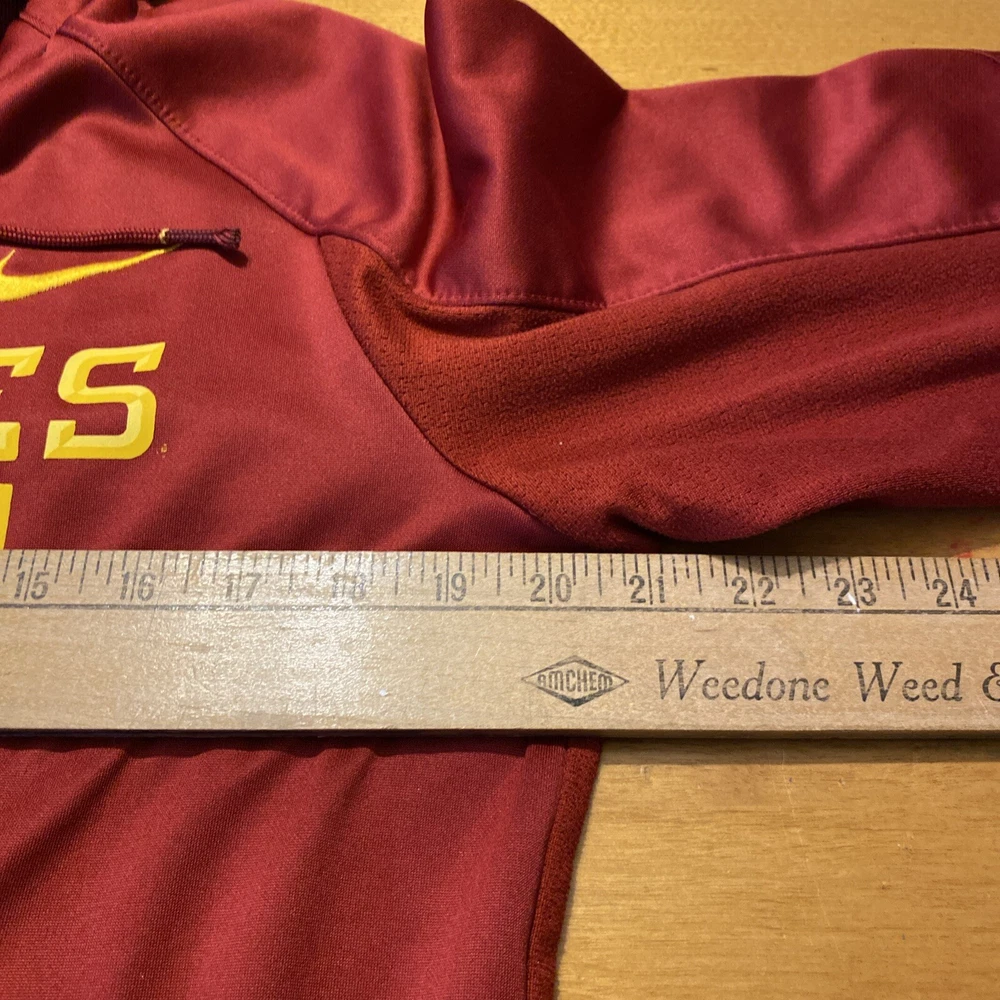 ES
15 16 17 18 19 20 21 22 23 24
AMCHEM Weedone Weed &